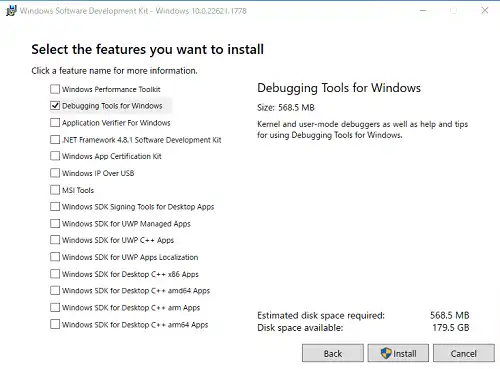 Windows Software Development Kit - Windows 10.0.22621.1778
Select the features you want to install
Click a feature name for more information.
Windows Performance Toolkit
Debugging Tools for Windows
Application Verifier For Windows
.NET Framework 4.8.1 Software Development Kit
Windows App Certification Kit
Windows IP Over USB
MSI Tools
Windows SDK Signing Tools for Desktop Apps
Windows SDK for UWP Managed Apps
Windows SDK for UWP C++ Apps
Windows SDK for UWP Apps Localization
Windows SDK for Desktop C++ x86 Apps
Windows SDK for Desktop C++ amd64 Apps
Windows SDK for Desktop C++ arm Apps
Windows SDK for Desktop C++ arm64 Apps
Debugging Tools for Windows
Size: 568.5 MB
Kernel and user-mode debuggers as well as help and tips
for using Debugging Tools for Windows.
Estimated disk space required: 568.5 MB
Disk space available: 179.5 GB
Back Install Cancel